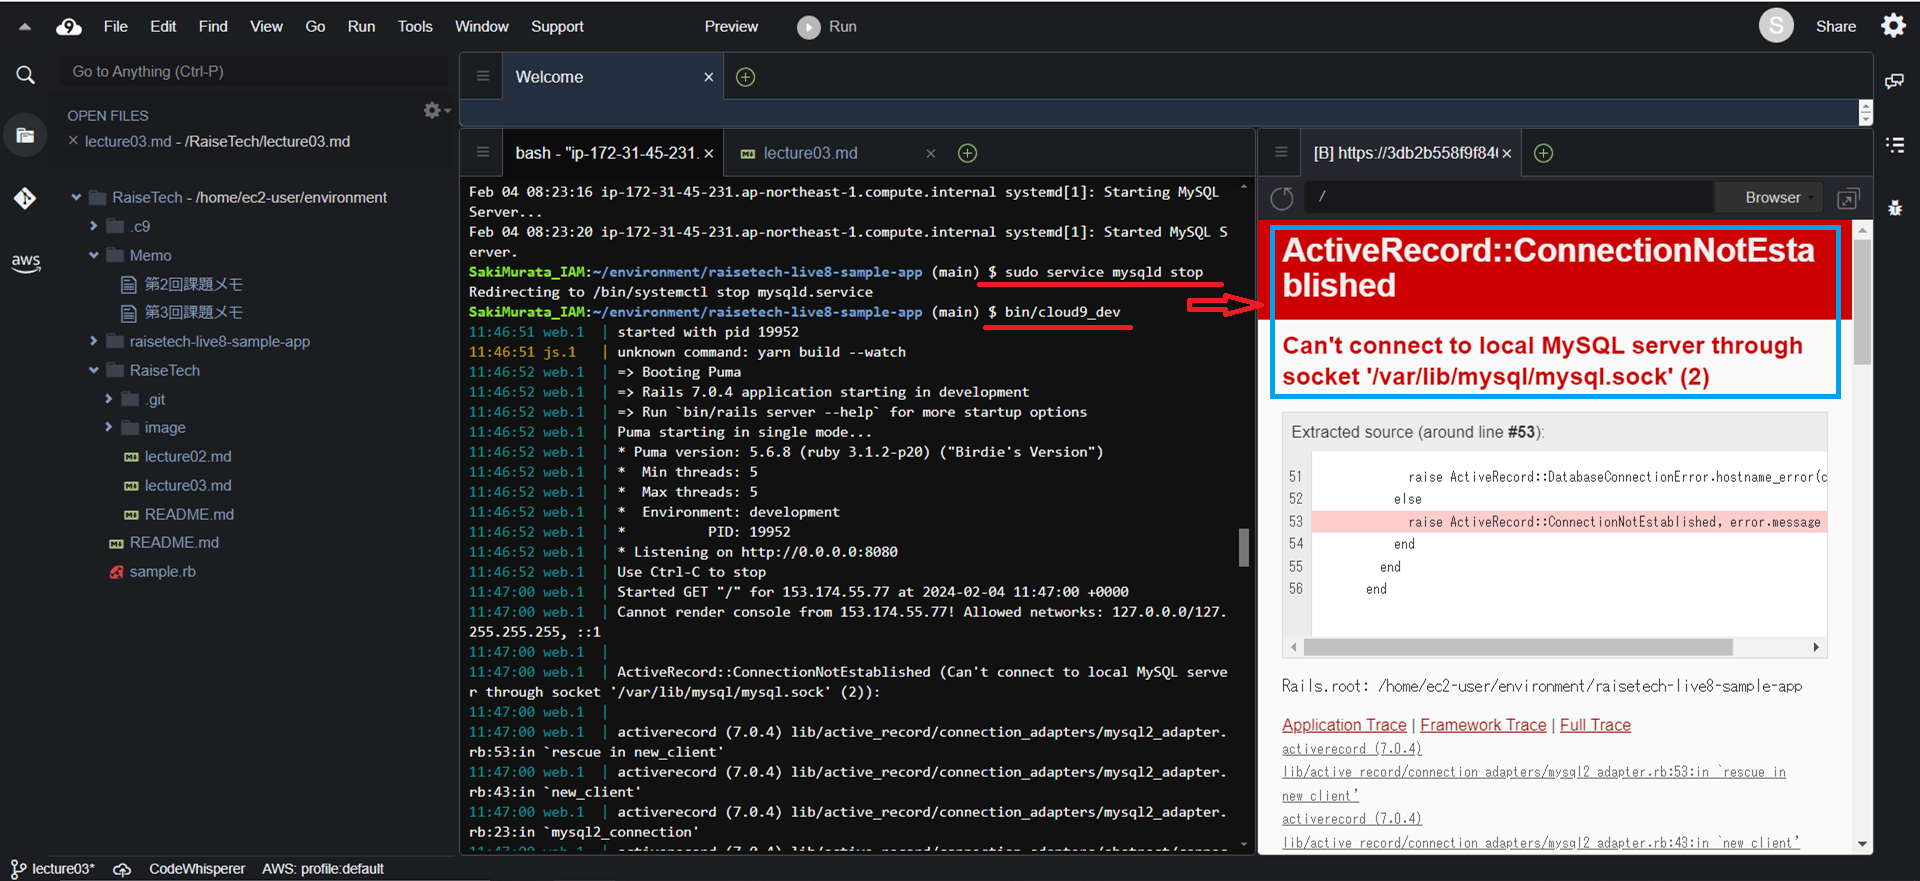 File Edit Find View Go Run Tools Window Support Preview Run S Share
Go to Anything (Ctrl-P)
OPEN FILES
lecture03.md - /RaiseTech/lecture03.md
RaiseTech - /home/ec2-user/environment
.c9
Memo
第2回課題メモ
第3回課題メモ
raisetech-live8-sample-app
RaiseTech
.git
image
lecture02.md
lecture03.md
README.md
README.md
sample.rb
aws
Welcome
bash - "ip-172-31-45-231.
lecture03.md
Feb 04 08:23:16 ip-172-31-45-231.ap-northeast-1.compute.internal systemd[1]: Starting MySQL
Server...
Feb 04 08:23:20 ip-172-31-45-231.ap-northeast-1.compute.internal systemd[1]: Started MySQL S
erver.
SakiMurata_IAM:~/environment/raisetech-live8-sample-app (main) $ sudo service mysqld stop
Redirecting to /bin/systemctl stop mysqld.service
SakiMurata_IAM:~/environment/raisetech-live8-sample-app (main) $ bin/cloud9_dev
11:46:51 web.1 | started with pid 19952
11:46:51 js.1 | unknown command: yarn build --watch
11:46:52 web.1 | => Booting Puma
11:46:52 web.1 | => Rails 7.0.4 application starting in development
11:46:52 web.1 | => Run `bin/rails server --help` for more startup options
11:46:52 web.1 | Puma starting in single mode...
11:46:52 web.1 | * Puma version: 5.6.8 (ruby 3.1.2-p20) ("Birdie's Version")
11:46:52 web.1 | * Min threads: 5
11:46:52 web.1 | * Max threads: 5
11:46:52 web.1 | * Environment: development
11:46:52 web.1 | * PID: 19952
11:46:52 web.1 | * Listening on http://0.0.0.0:8080
11:46:52 web.1 | Use Ctrl-C to stop
11:47:00 web.1 | Started GET "/" for 153.174.55.77 at 2024-02-04 11:47:00 +0000
11:47:00 web.1 | Cannot render console from 153.174.55.77! Allowed networks: 127.0.0.0/127.
255.255.255, ::1
11:47:00 web.1 |
11:47:00 web.1 | ActiveRecord::ConnectionNotEstablished (Can't connect to local MySQL serve
r through socket '/var/lib/mysql/mysql.sock' (2)):
11:47:00 web.1 |
11:47:00 web.1 | activerecord (7.0.4) lib/active_record/connection_adapters/mysql2_adapter.
rb:53:in `rescue in new_client'
11:47:00 web.1 | activerecord (7.0.4) lib/active_record/connection_adapters/mysql2_adapter.
rb:43:in `new_client'
11:47:00 web.1 | activerecord (7.0.4) lib/active_record/connection_adapters/mysql2_adapter.
rb:23:in `mysql2_connection'
[B] https://3db2b558f9f84
/
Browser
ActiveRecord::ConnectionNotEsta
blished
Can't connect to local MySQL server through
socket '/var/lib/mysql/mysql.sock' (2)
Extracted source (around line #53):
51 raise ActiveRecord::DatabaseConnectionError.hostname_error(c
52 else
53 raise ActiveRecord::ConnectionNotEstablished, error.message
54 end
55 end
56 end
Rails.root: /home/ec2-user/environment/raisetech-live8-sample-app
Application Trace | Framework Trace | Full Trace
activerecord (7.0.4)
lib/active_record/connection_adapters/mysql2_adapter.rb:53:in `rescue in
new_client'
activerecord (7.0.4)
lib/active_record/connection_adapters/mysql2_adapter.rb:43:in `new_client'
lecture03* CodeWhisperer AWS: profile:default